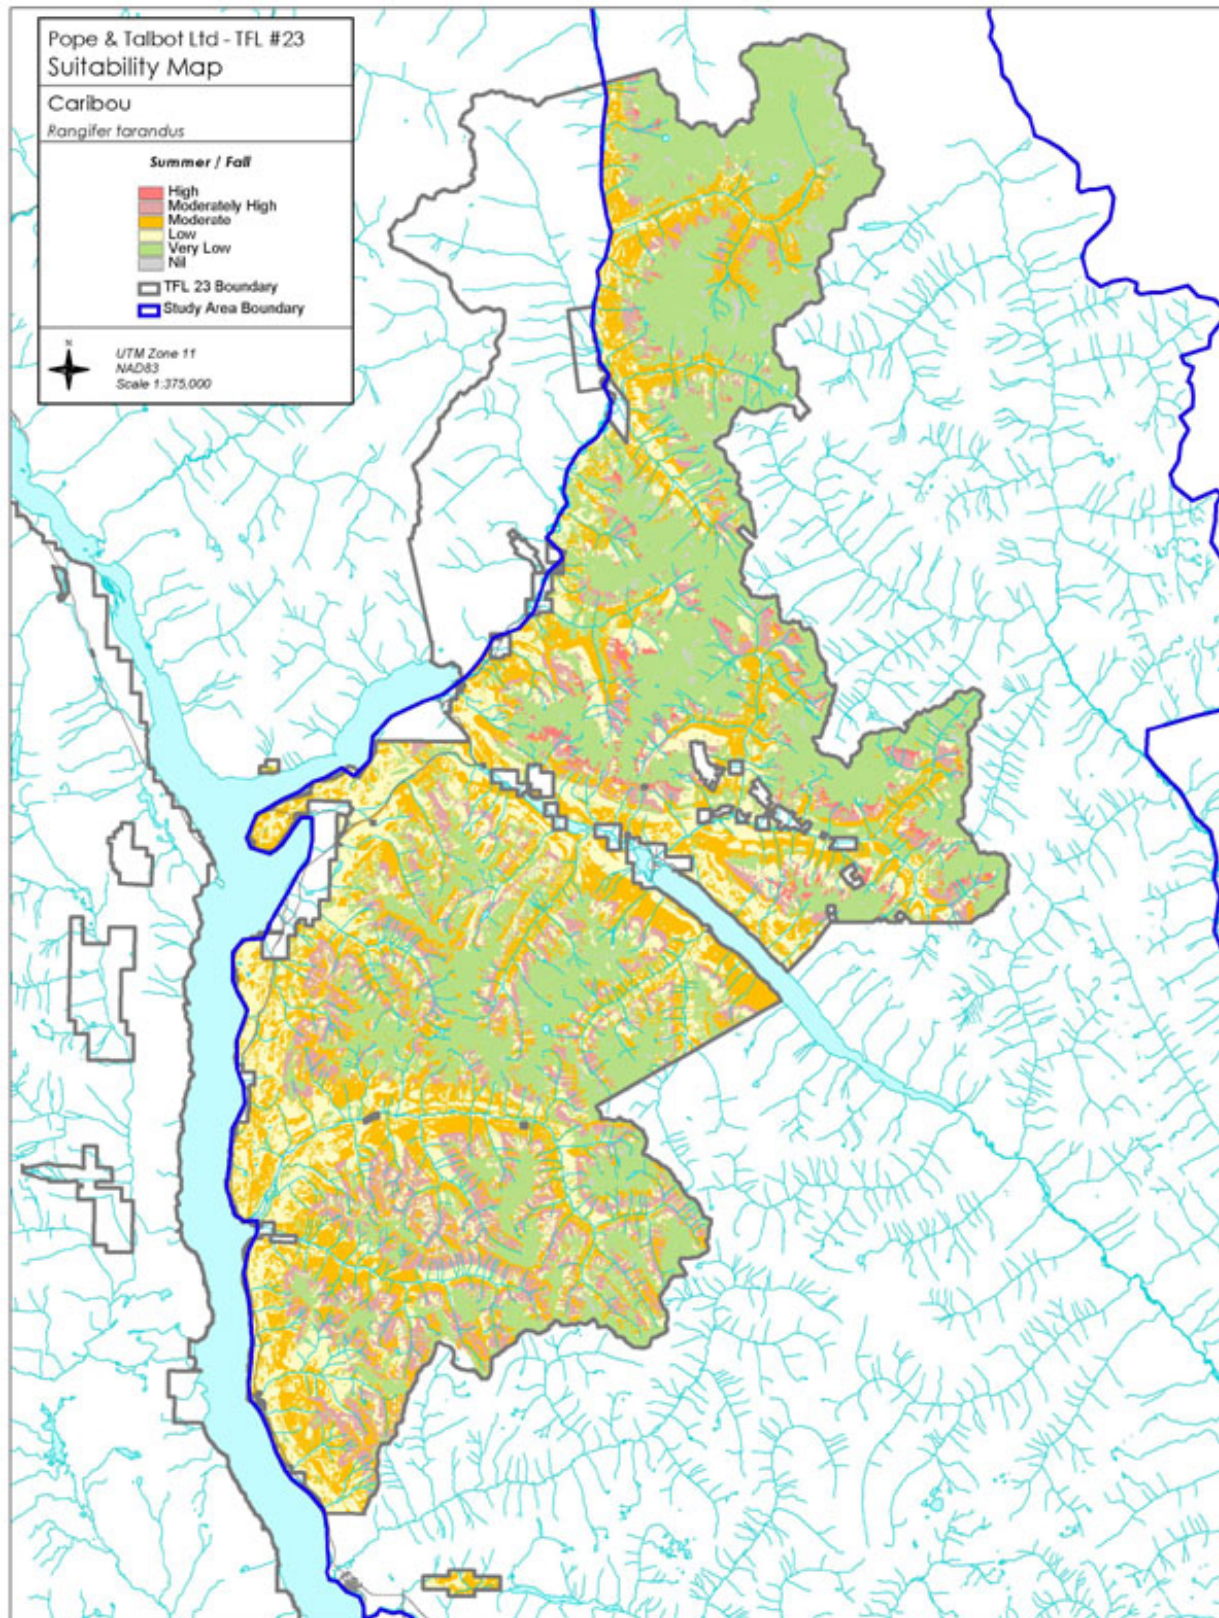 Pope & Talbot Ltd - TFL #23
Suitability Map
Caribou
Rangifer tarandus
Summer / Fall
High
Moderately High
Moderate
Low
Very Low
Nil
TFL 23 Boundary
Study Area Boundary
N
UTM Zone 11
NAD83
Scale 1:375,000